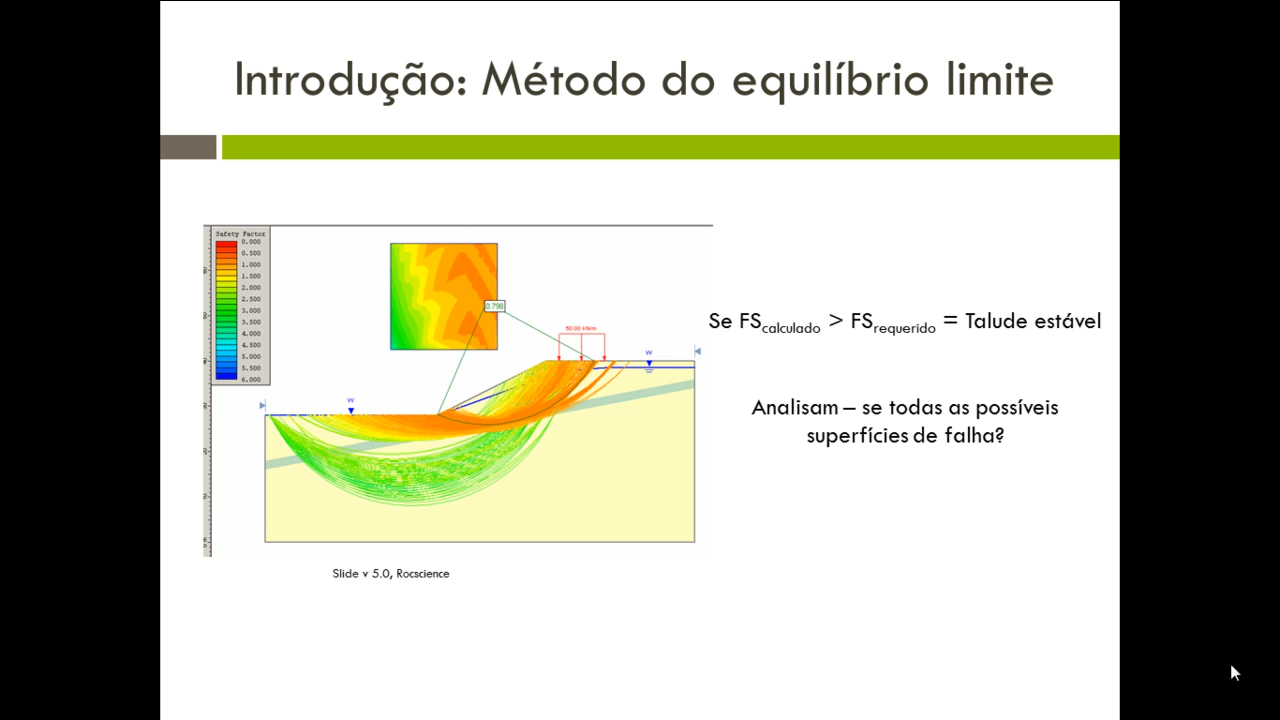 Introdução: Método do equilíbrio limite
Safety Factor
0.000
0.500
1.000
1.500
2.000
2.500
3.000
3.500
4.000
4.500
5.000
5.500
6.000
0.798
50.00 kN/m
W
W
Se FScalculado > FSrequerido = Talude estável
Analisam – se todas as possíveis
superfícies de falha?
Slide v 5.0, Rocscience